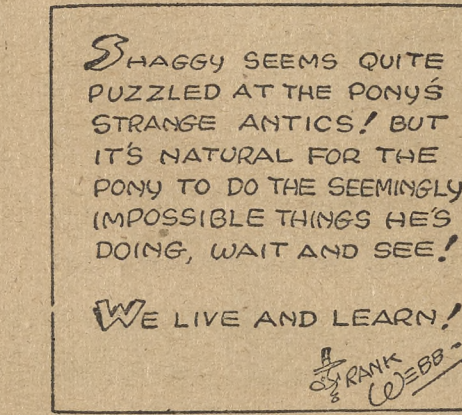 SHAGGY SEEMS QUITE
PUZZLED AT THE PONY'S
STRANGE ANTICS! BUT
IT'S NATURAL FOR THE
PONY TO DO THE SEEMINGLY
IMPOSSIBLE THINGS HE'S
DOING, WAIT AND SEE!
WE LIVE AND LEARN!
FRANK
WEBB